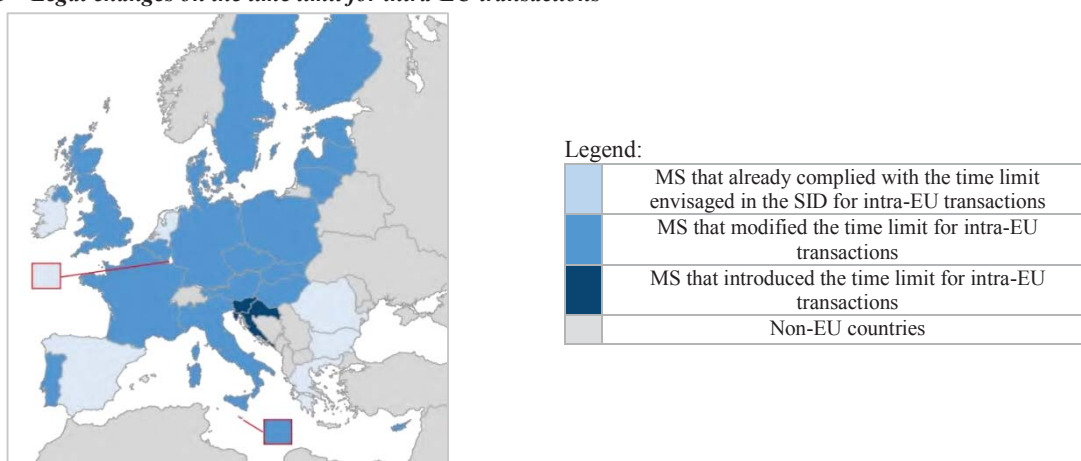 Legal changes on the time limit for intra-EU transactions
Legend:
MS that already complied with the time limit
envisaged in the SID for intra-EU transactions
MS that modified the time limit for intra-EU
transactions
MS that introduced the time limit for intra-EU
transactions
Non-EU countries